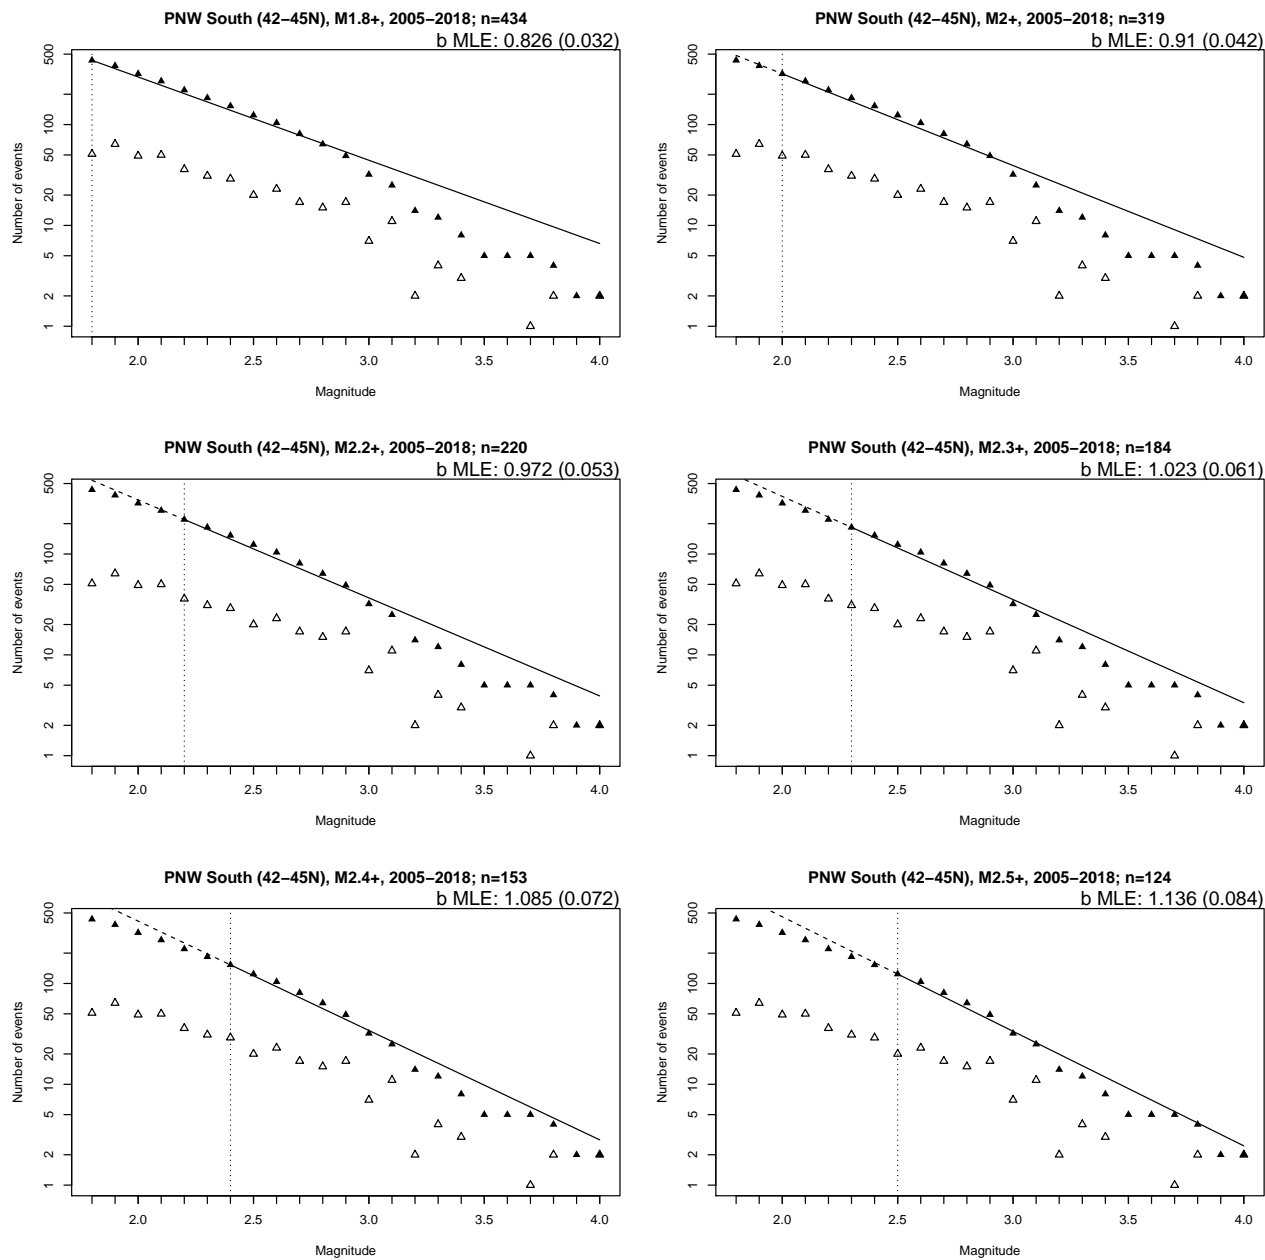 PNW South (42−45N), M1.8+, 2005−2018; n=434
b MLE: 0.826 (0.032)
500
100
50
20
10
5
2
1
Number of events
2.0 2.5 3.0 3.5 4.0
Magnitude
PNW South (42−45N), M2+, 2005−2018; n=319
b MLE: 0.91 (0.042)
500
100
50
20
10
5
2
1
Number of events
2.0 2.5 3.0 3.5 4.0
Magnitude
PNW South (42−45N), M2.2+, 2005−2018; n=220
b MLE: 0.972 (0.053)
500
100
50
20
10
5
2
1
Number of events
2.0 2.5 3.0 3.5 4.0
Magnitude
PNW South (42−45N), M2.3+, 2005−2018; n=184
b MLE: 1.023 (0.061)
500
100
50
20
10
5
2
1
Number of events
2.0 2.5 3.0 3.5 4.0
Magnitude
PNW South (42−45N), M2.4+, 2005−2018; n=153
b MLE: 1.085 (0.072)
500
100
50
20
10
5
2
1
Number of events
2.0 2.5 3.0 3.5 4.0
Magnitude
PNW South (42−45N), M2.5+, 2005−2018; n=124
b MLE: 1.136 (0.084)
500
100
50
20
10
5
2
1
Number of events
2.0 2.5 3.0 3.5 4.0
Magnitude